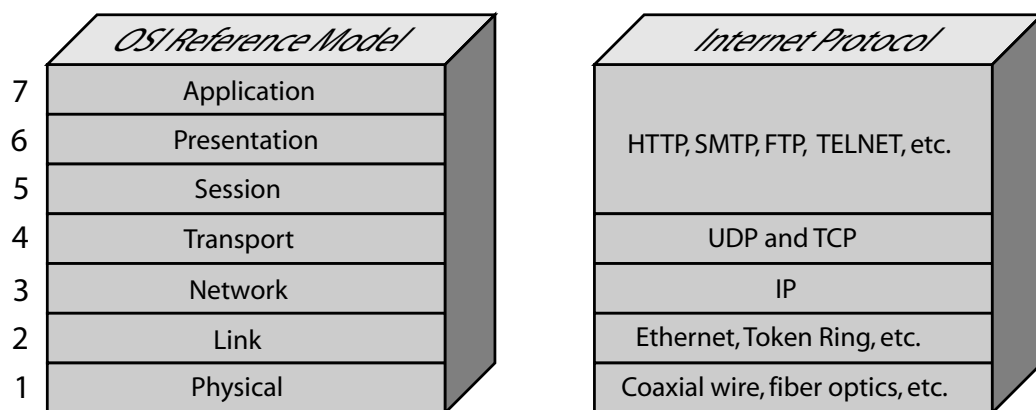 OSI Reference Model
7 Application
6 Presentation
5 Session
4 Transport
3 Network
2 Link
1 Physical
Internet Protocol
HTTP, SMTP, FTP, TELNET, etc.
UDP and TCP
IP
Ethernet, Token Ring, etc.
Coaxial wire, fiber optics, etc.